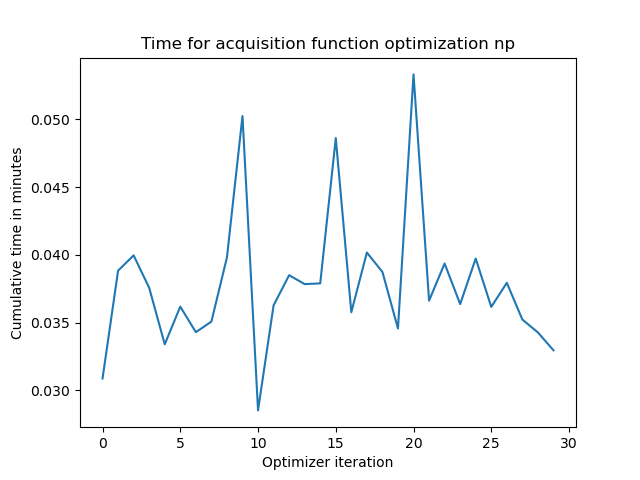 Time for acquisition function optimization np
Cumulative time in minutes
0.050
0.045
0.040
0.035
0.030
0 5 10 15 20 25 30
Optimizer iteration